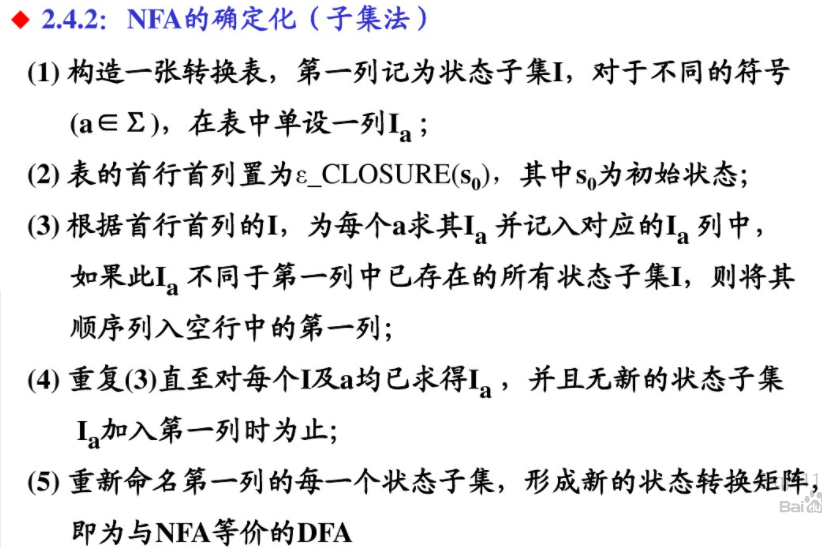 ◆ 2.4.2: NFA的确定化（子集法）
(1) 构造一张转换表，第一列记为状态子集I，对于不同的符号
(a∈Σ)，在表中单设一列Iₐ；
(2) 表的首行首列置为ε_CLOSURE(s₀)，其中s₀为初始状态；
(3) 根据首行首列的I，为每个a求其Iₐ 并记入对应的Iₐ 列中，
如果此Iₐ 不同于第一列中已存在的所有状态子集I，则将其
顺序列入空行中的第一列；
(4) 重复(3)直至对每个I及a均已求得Iₐ ，并且无新的状态子集
Iₐ加入第一列时为止；
(5) 重新命名第一列的每一个状态子集，形成新的状态转换矩阵，
即为与NFA等价的DFA
Bai